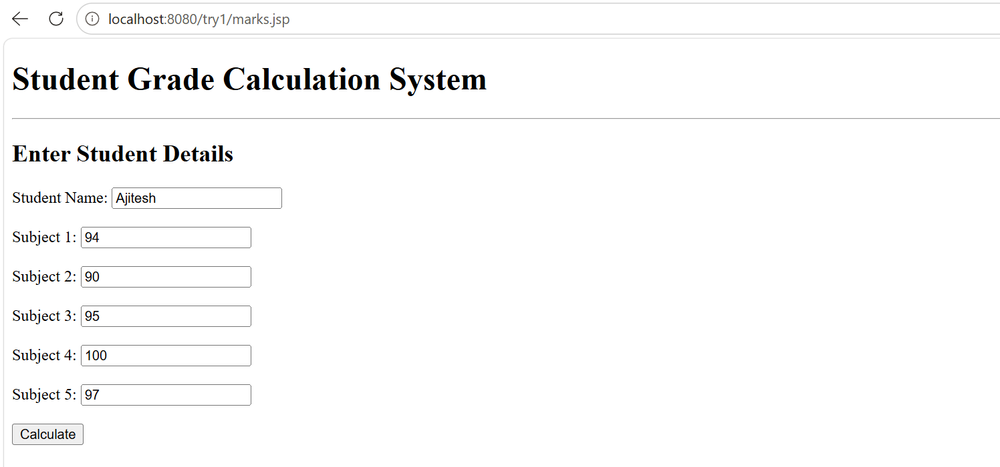 localhost:8080/try1/marks.jsp
Student Grade Calculation System
Enter Student Details
Student Name: Ajitesh
Subject 1: 94
Subject 2: 90
Subject 3: 95
Subject 4: 100
Subject 5: 97
Calculate